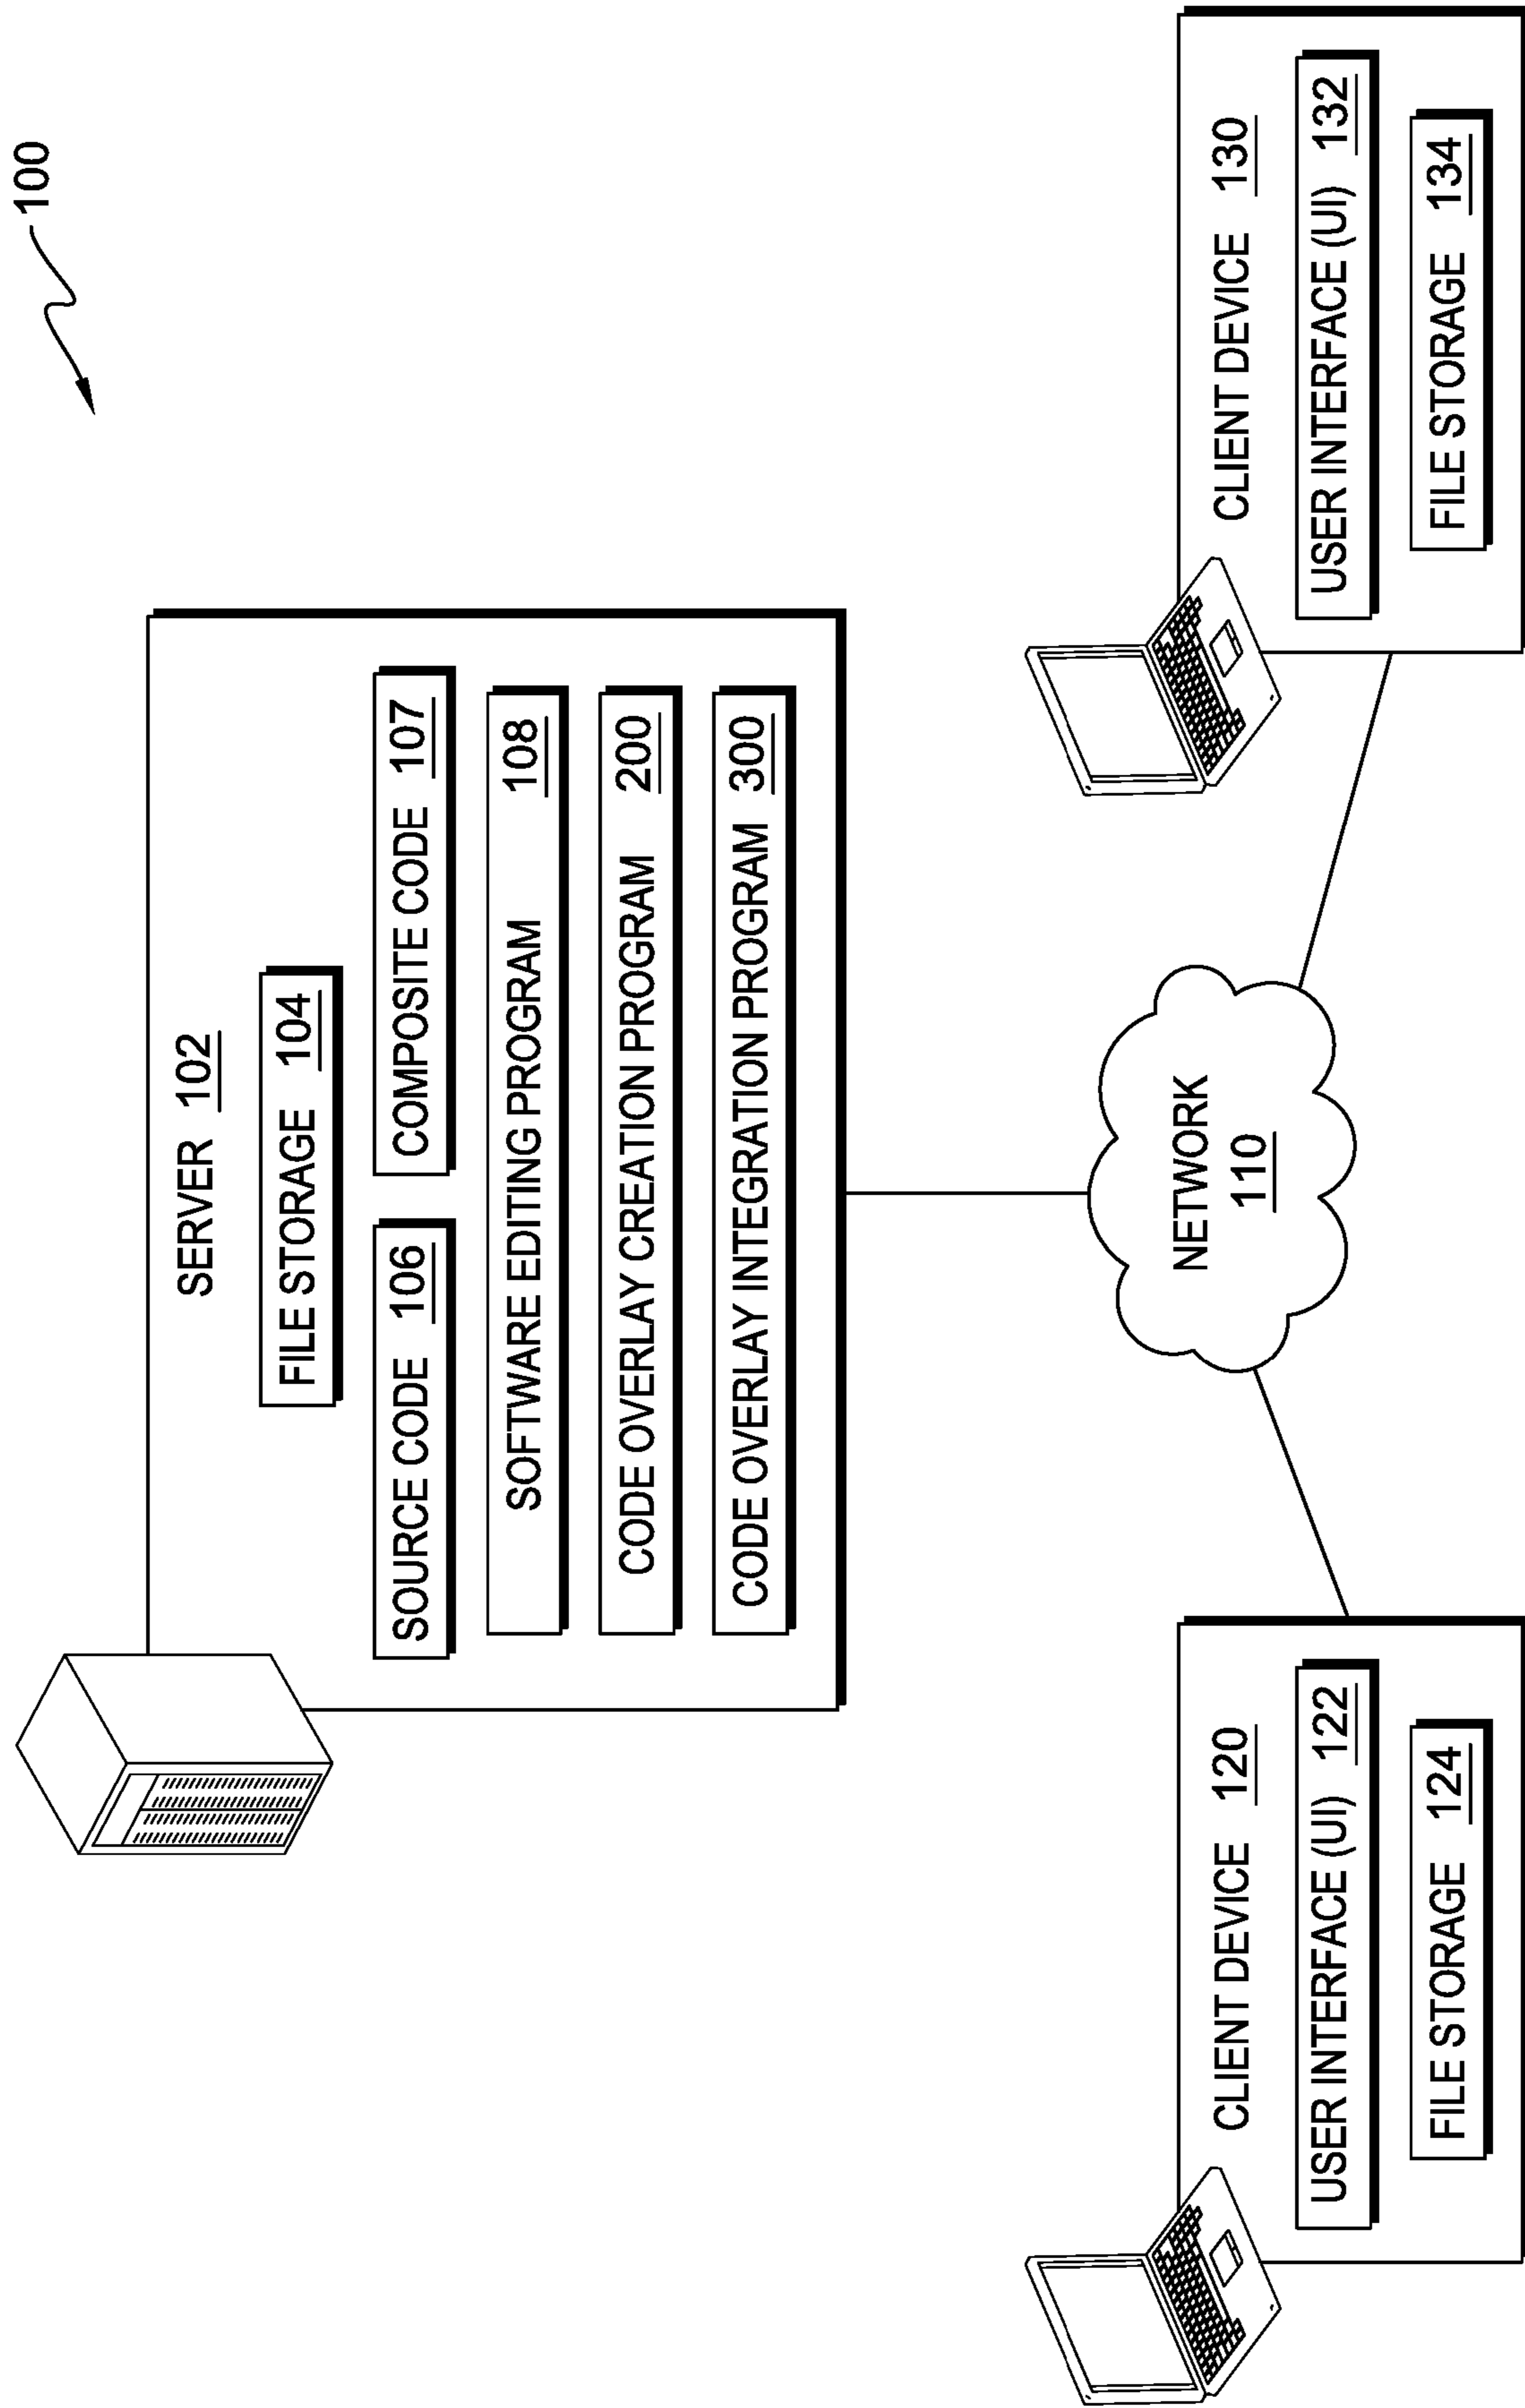 100
SERVER 102
FILE STORAGE 104
SOURCE CODE 106
COMPOSITE CODE 107
SOFTWARE EDITING PROGRAM 108
CODE OVERLAY CREATION PROGRAM 200
CODE OVERLAY INTEGRATION PROGRAM 300
NETWORK
110
CLIENT DEVICE 120
USER INTERFACE (UI) 122
FILE STORAGE 124
CLIENT DEVICE 130
USER INTERFACE (UI) 132
FILE STORAGE 134